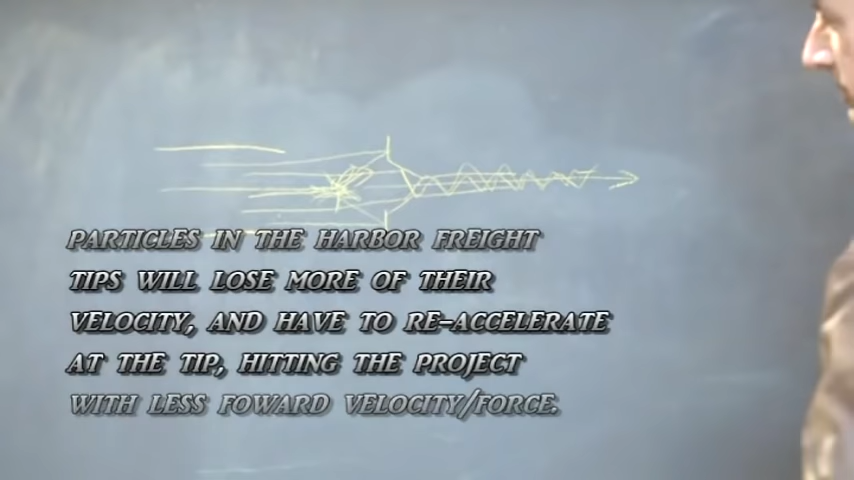 PARTICLES IN THE HARBOR FREIGHT
TIPS WILL LOSE MORE OF THEIR
VELOCITY, AND HAVE TO RE-ACCELERATE
AT THE TIP, HITTING THE PROJECT
WITH LESS FOWARD VELOCITY/FORCE.